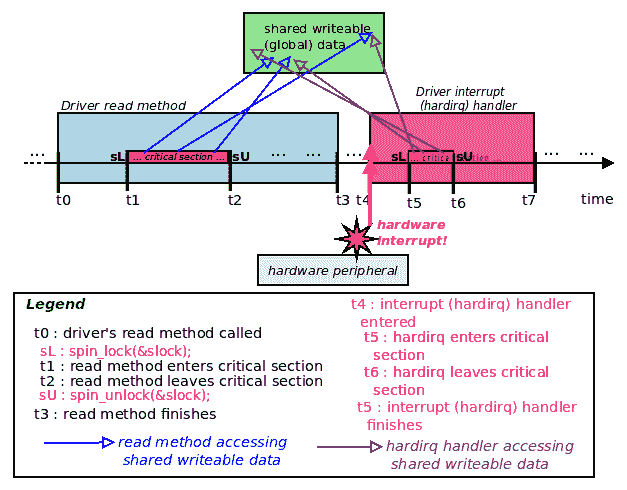 shared writeable
(global) data
Driver read method
Driver interrupt
(hardirq) handler
... sL ... critical section ... sU ... ... ... sL ... critical section ... sU ... ...
t0 t1 t2 t3 t4 t5 t6 t7 time
hardware
interrupt!
hardware peripheral
Legend
t0 : driver's read method called
sL : spin_lock(&slock);
t1 : read method enters critical section
t2 : read method leaves critical section
sU : spin_unlock(&slock);
t3 : read method finishes
read method accessing
shared writeable data
t4 : interrupt (hardirq) handler
entered
t5 : hardirq enters critical
section
t6 : hardirq leaves critical
section
t5 : interrupt (hardirq) handler
finishes
hardirq handler accessing
shared writeable data